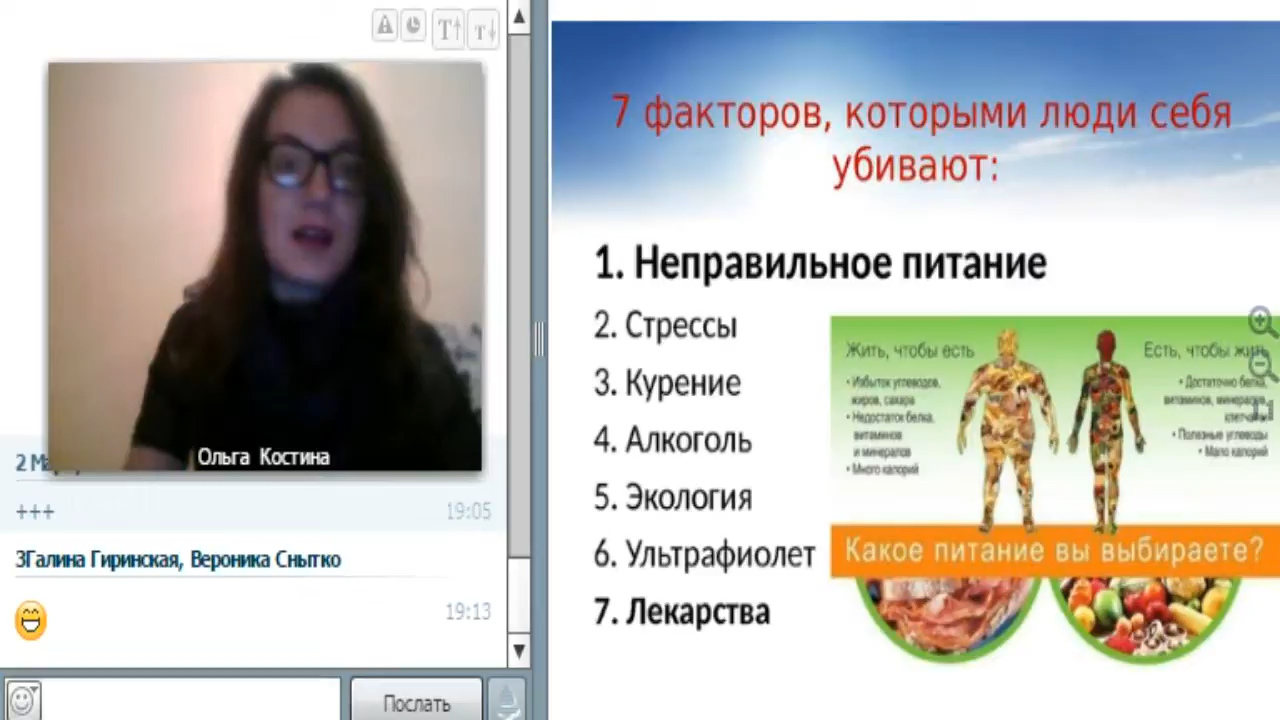 Ольга Костина
+++
19:05
3Галина Гиринская, Вероника Снытко
19:13
Послать
7 факторов, которыми люди себя
убивают:
1. Неправильное питание
2. Стрессы
3. Курение
4. Алкоголь
5. Экология
6. Ультрафиолет
7. Лекарства
Жить, чтобы есть
• Избыток углеводов,
жиров, сахара
• Недостаток белка,
витаминов
и минералов
• Много калорий
Есть, чтобы жить
• Достаточно белка,
витаминов, минералов,
клетчатки
• Полезные углеводы
• Мало калорий
Какое питание вы выбираете?